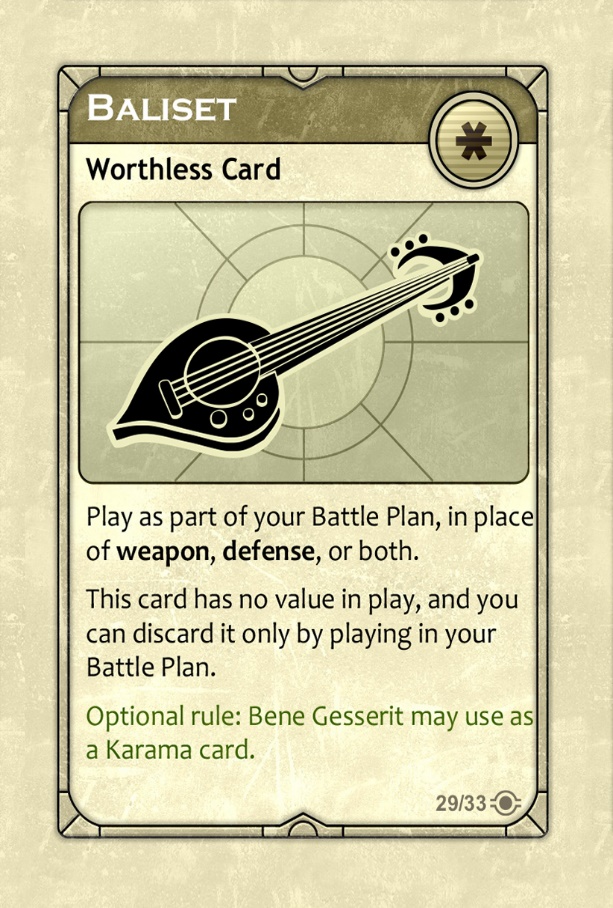 BALISET
Worthless Card
Play as part of your Battle Plan, in place
of weapon, defense, or both.
This card has no value in play, and you
can discard it only by playing in your
Battle Plan.
Optional rule: Bene Gesserit may use as
a Karama card.
29/33